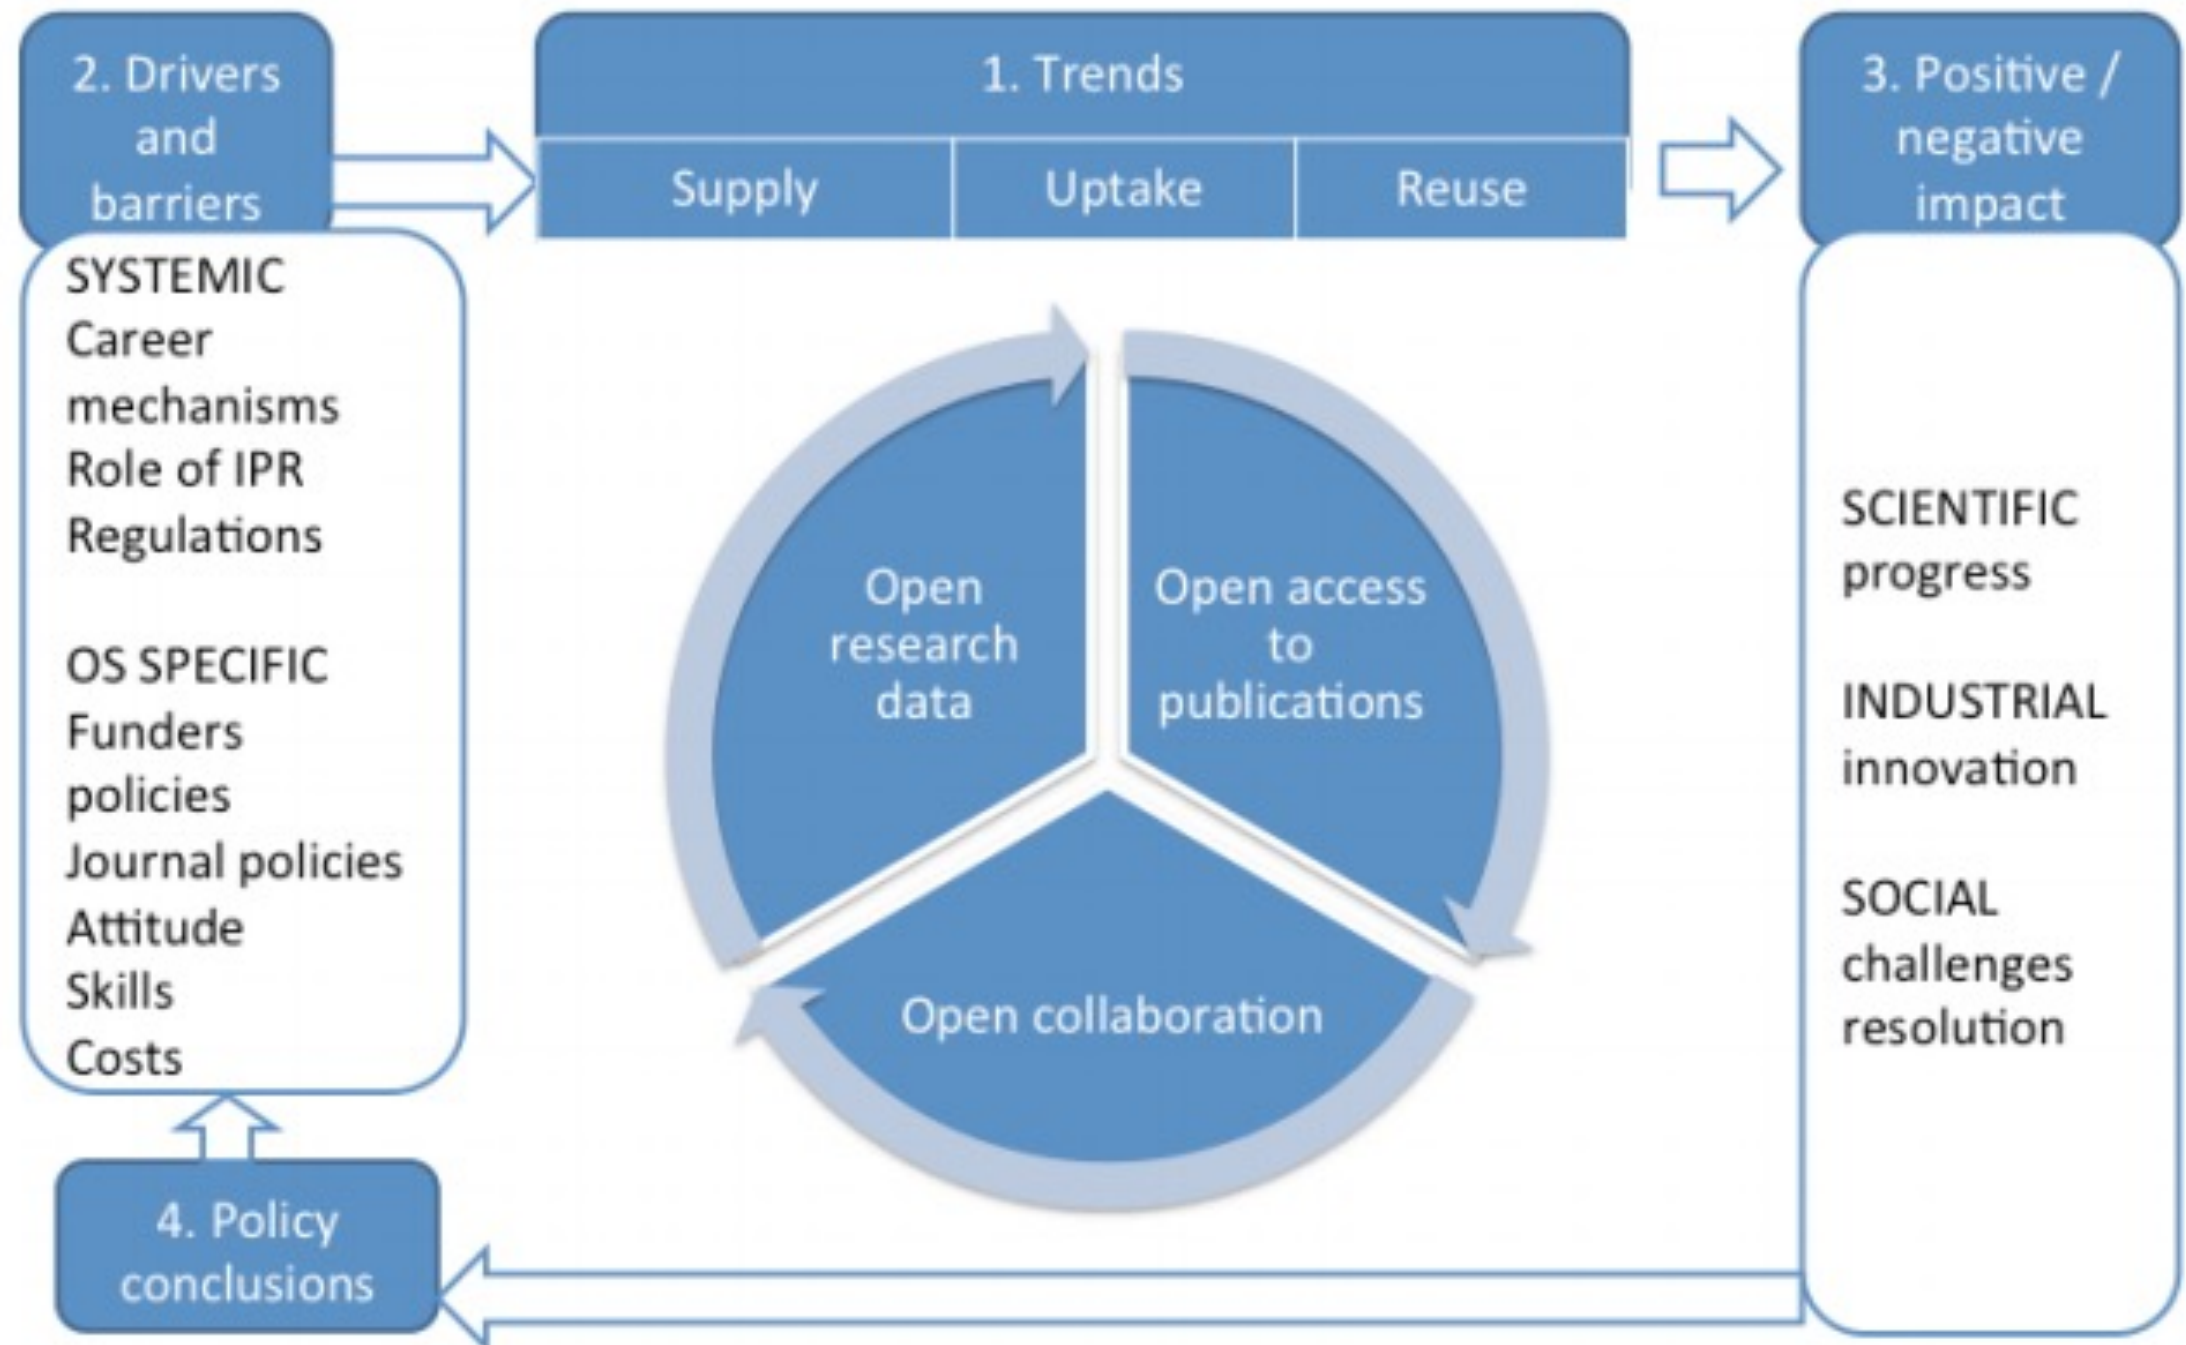 2. Drivers
and
barriers
SYSTEMIC
Career
mechanisms
Role of IPR
Regulations
OS SPECIFIC
Funders
policies
Journal policies
Attitude
Skills
Costs
1. Trends
Supply
Uptake
Reuse
Open
research
data
Open access
to
publications
Open collaboration
3. Positive /
negative
impact
SCIENTIFIC
progress
INDUSTRIAL
innovation
SOCIAL
challenges
resolution
4. Policy
conclusions